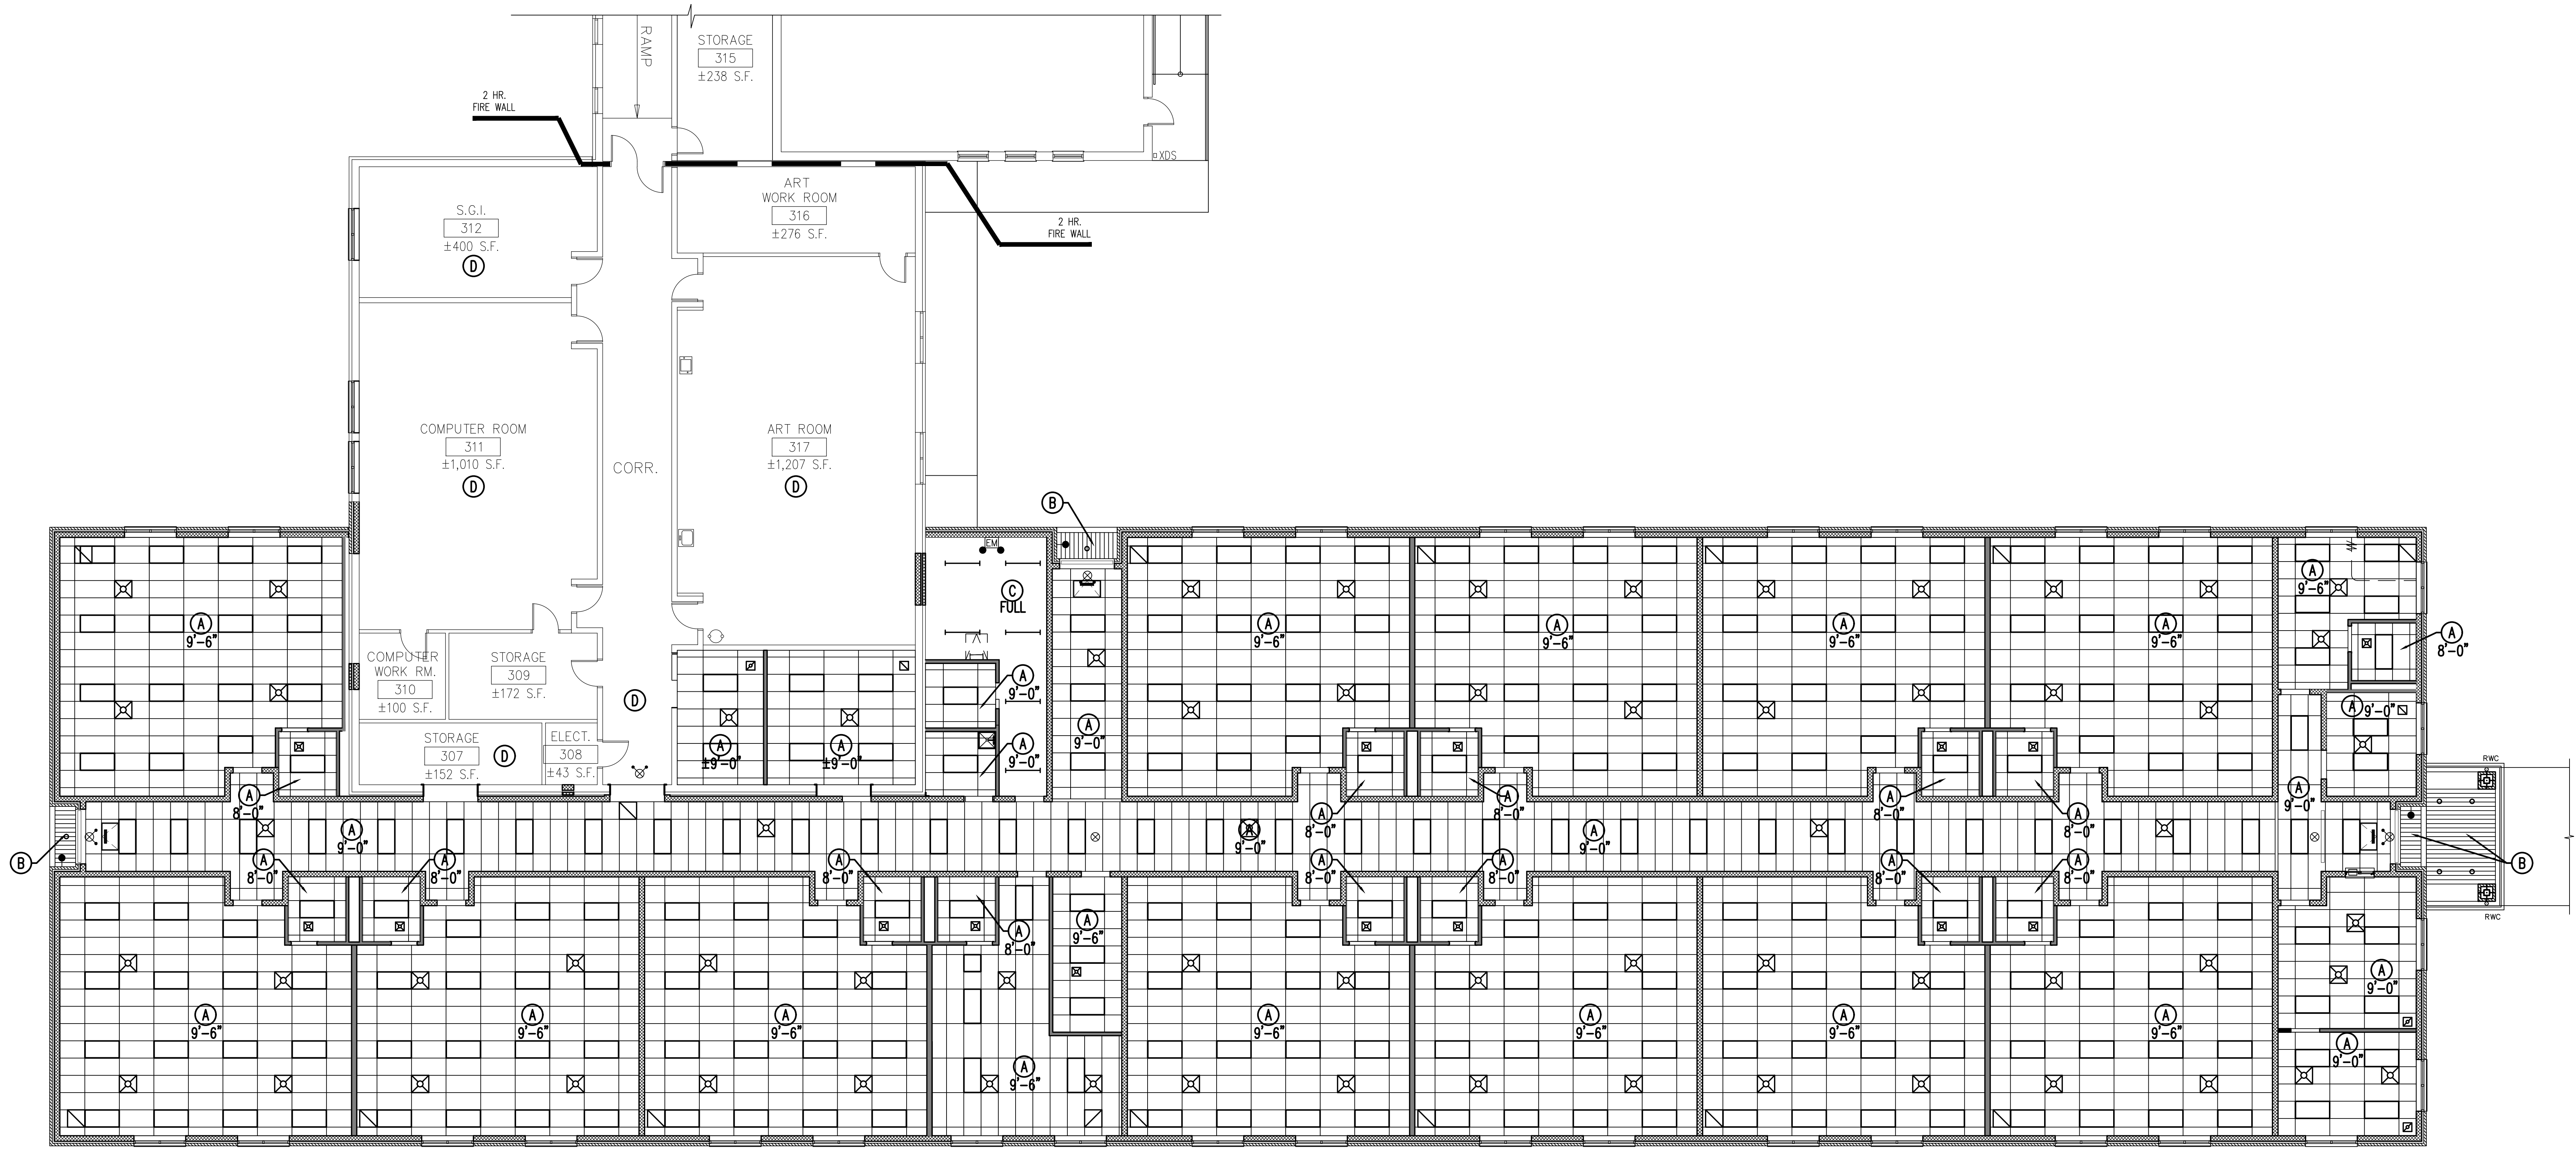 RAMP
STORAGE
315
±238 S.F.
2 HR.
FIRE WALL
XDS
S.G.I.
312
±400 S.F.
D
ART
WORK ROOM
316
±276 S.F.
2 HR.
FIRE WALL
COMPUTER ROOM
311
±1,010 S.F.
D
CORR.
ART ROOM
317
±1,207 S.F.
D
B
EM
C
FULL
A
9'-6"
A
9'-6"
A
9'-6"
A
9'-6"
A
9'-6"
A
9'-6"
A
8'-0"
COMPUTER
WORK RM.
310
±100 S.F.
STORAGE
309
±172 S.F.
D
A
9'-0"
A
9'-0"
A
9'-0"
A
9'-0"
STORAGE
307
±152 S.F.
D
ELECT.
308
±43 S.F.
A
±9'-0"
A
±9'-0"
RWC
A
8'-0"
A
8'-0"
A
8'-0"
A
8'-0"
A
8'-0"
A
9'-0"
B
A
9'-0"
A
9'-0"
A
9'-0"
B
A
8'-0"
A
8'-0"
A
8'-0"
A
8'-0"
A
8'-0"
A
8'-0"
A
8'-0"
RWC
A
8'-0"
A
9'-6"
A
9'-0"
A
9'-6"
A
9'-6"
A
9'-6"
A
9'-6"
A
9'-6"
A
9'-6"
A
9'-6"
A
9'-6"
A
9'-0"